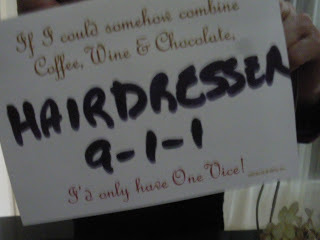 If I could somehow combine
Coffee, Wine & Chocolate,
HAIRDRESSER
9-1-1
I'd only have One Vice!